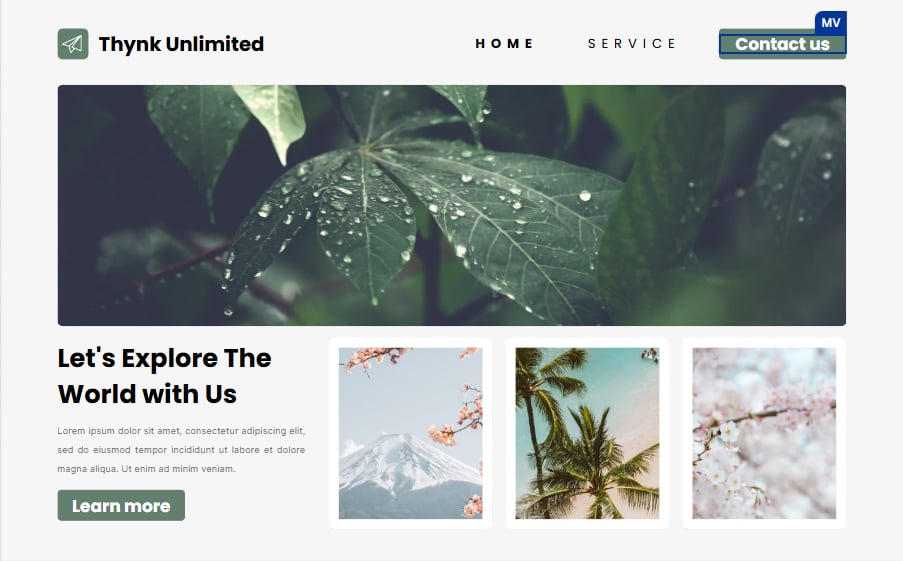 Thynk Unlimited
HOME
SERVICE
MV
Contact us
Let's Explore The
World with Us
Lorem ipsum dolor sit amet, consectetur adipiscing elit,
sed do eiusmod tempor incididunt ut labore et dolore
magna aliqua. Ut enim ad minim veniam.
Learn more